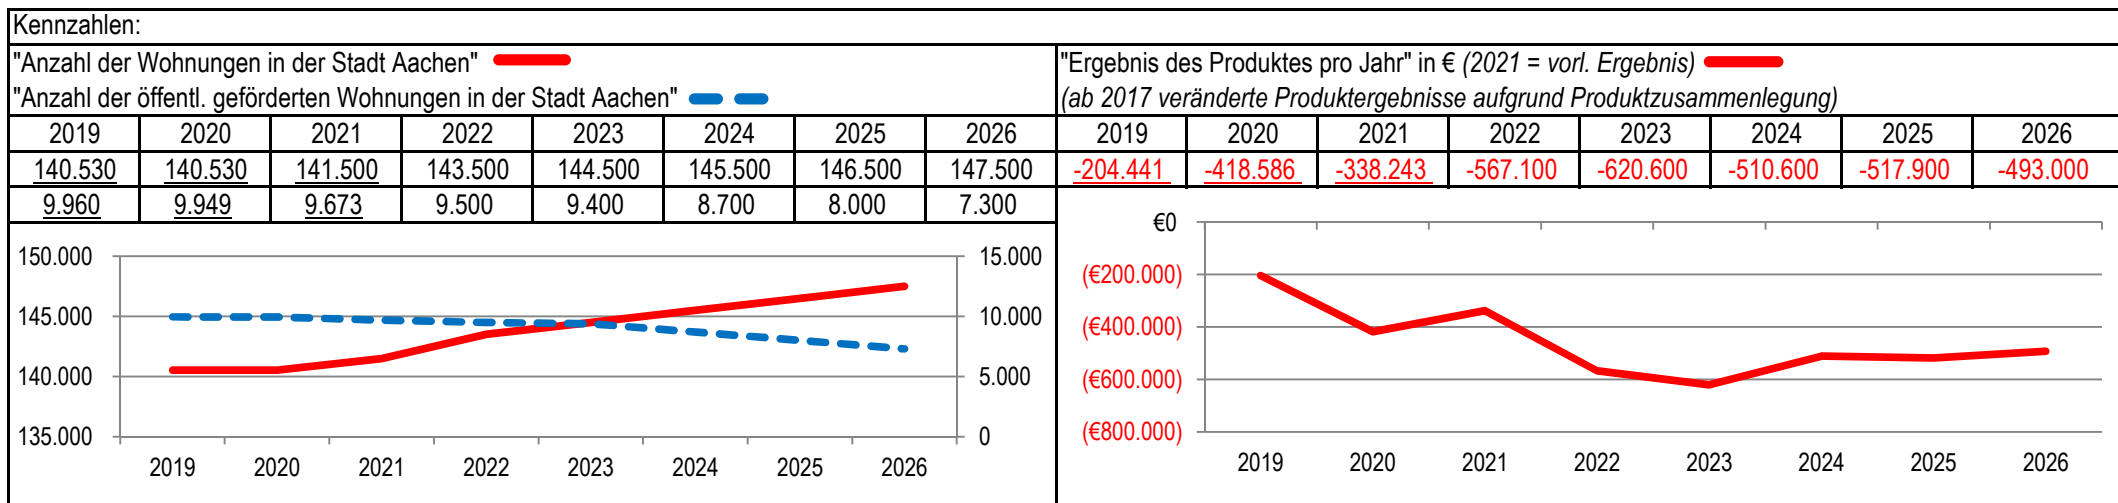 Kennzahlen:
"Anzahl der Wohnungen in der Stadt Aachen"
"Anzahl der öffentl. geförderten Wohnungen in der Stadt Aachen"
2019 2020 2021 2022 2023 2024 2025 2026
140.530 140.530 141.500 143.500 144.500 145.500 146.500 147.500
9.960 9.949 9.673 9.500 9.400 8.700 8.000 7.300
150.000 15.000
145.000 10.000
140.000 5.000
135.000 0
2019 2020 2021 2022 2023 2024 2025 2026
"Ergebnis des Produktes pro Jahr" in € (2021 = vorl. Ergebnis)
(ab 2017 veränderte Produktergebnisse aufgrund Produktzusammenlegung)
2019 2020 2021 2022 2023 2024 2025 2026
-204.441 -418.586 -338.243 -567.100 -620.600 -510.600 -517.900 -493.000
€0
(€200.000)
(€400.000)
(€600.000)
(€800.000)
2019 2020 2021 2022 2023 2024 2025 2026